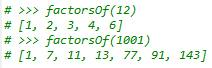 # >>> factorsOf(12)
# [1, 2, 3, 4, 6]
# >>> factorsOf(1001)
# [1, 7, 11, 13, 77, 91, 143]